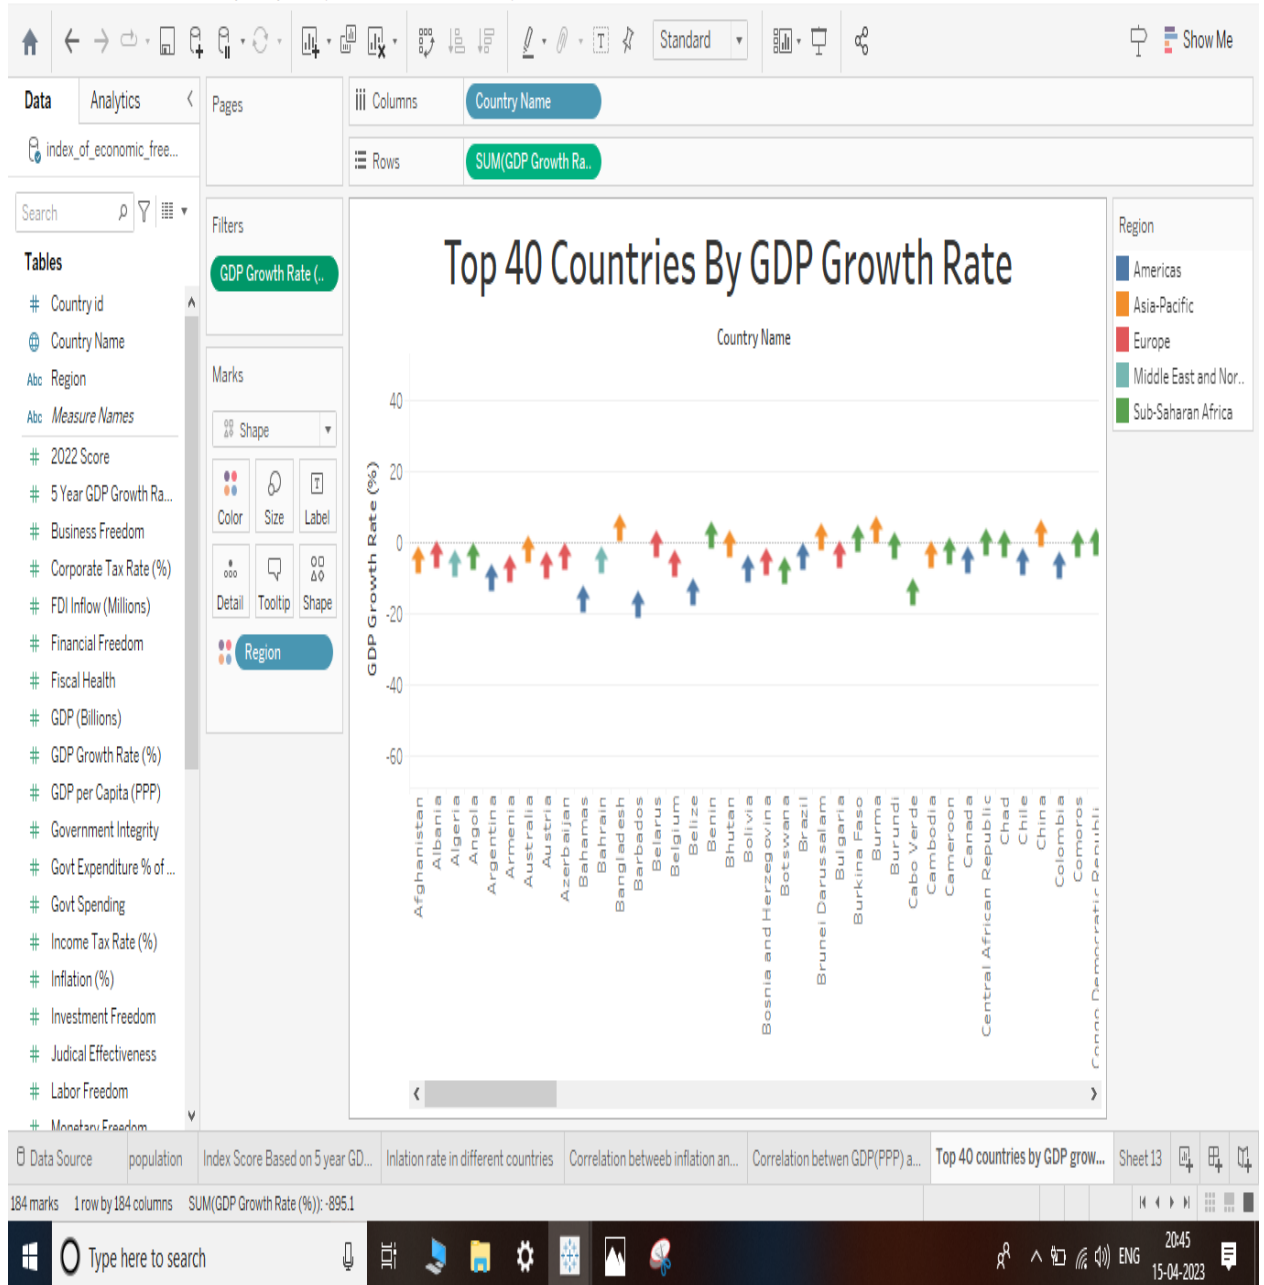 Standard
Show Me
Data
Analytics
Pages
Columns
Country Name
index_of_economic_free...
Rows
SUM(GDP Growth Ra..
Search
Filters
GDP Growth Rate (..
Tables
Country id
Country Name
Abc Region
Abc Measure Names
2022 Score
5 Year GDP Growth Ra...
Business Freedom
Corporate Tax Rate (%)
FDI Inflow (Millions)
Financial Freedom
Fiscal Health
GDP (Billions)
GDP Growth Rate (%)
GDP per Capita (PPP)
Government Integrity
Govt Expenditure % of ...
Govt Spending
Income Tax Rate (%)
Inflation (%)
Investment Freedom
Judical Effectiveness
Labor Freedom
Monetary Freedom
Marks
Shape
Color
Size
Label
Detail
Tooltip
Shape
Region
Top 40 Countries By GDP Growth Rate
Country Name
GDP Growth Rate (%)
40
20
0
-20
-40
-60
Afghanistan
Albania
Algeria
Angola
Argentina
Armenia
Australia
Austria
Azerbaijan
Bahamas
Bahrain
Bangladesh
Barbados
Belarus
Belgium
Belize
Benin
Bhutan
Bolivia
Bosnia and Herzegovina
Botswana
Brazil
Brunei Darussalam
Bulgaria
Burkina Faso
Burma
Burundi
Cabo Verde
Cambodia
Cameroon
Canada
Central African Republic
Chad
Chile
China
Colombia
Comoros
Congo Democratic Republi
Region
Americas
Asia-Pacific
Europe
Middle East and Nor..
Sub-Saharan Africa
Data Source
population
Index Score Based on 5 year GD...
Inlation rate in different countries
Correlation betweeb inflation an...
Correlation betwen GDP(PPP) a...
Top 40 countries by GDP grow...
Sheet 13
184 marks
1 row by 184 columns
SUM(GDP Growth Rate (%)): -895.1
Type here to search
ENG
20:45
15-04-2023